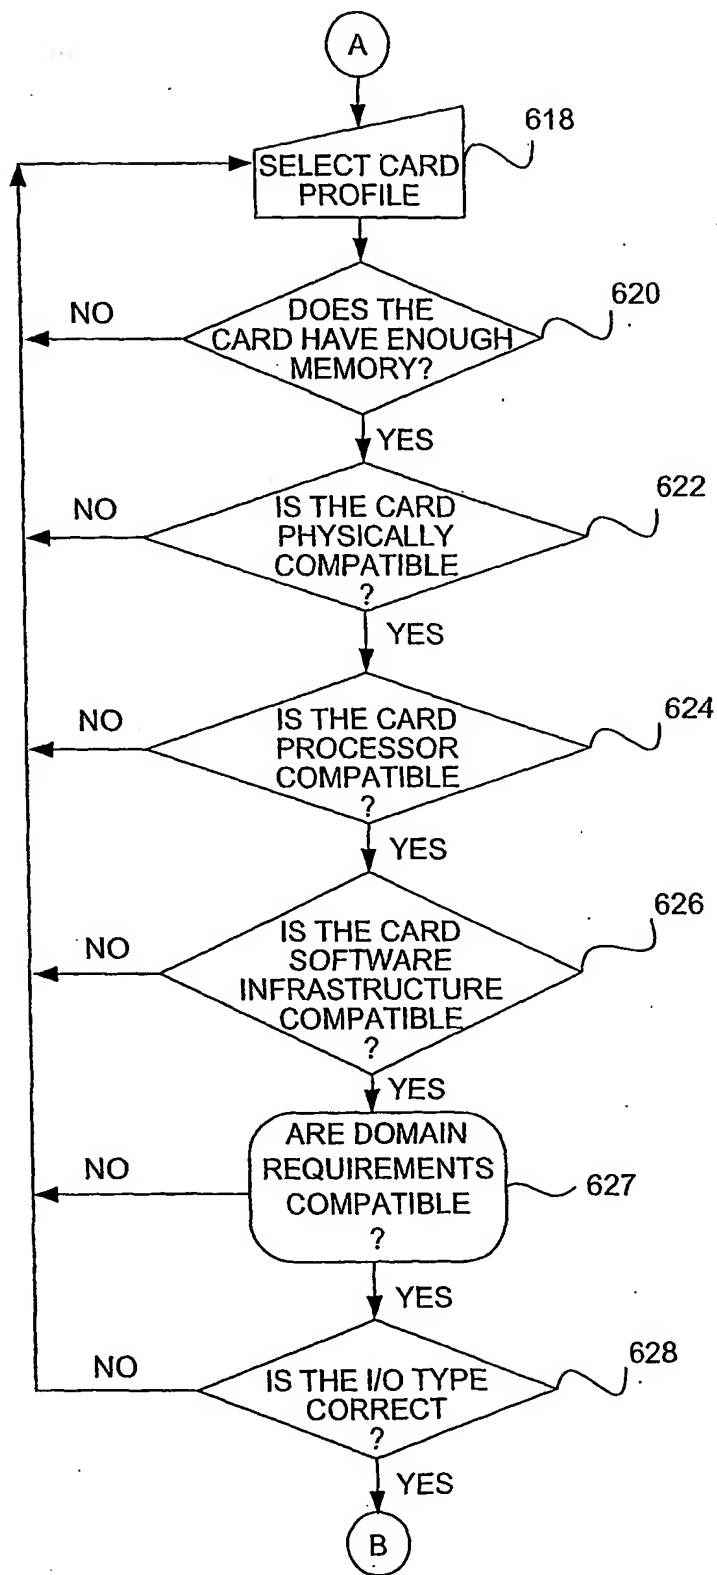 A
618
SELECT CARD
PROFILE
620
NO
DOES THE
CARD HAVE ENOUGH
MEMORY?
YES
622
NO
IS THE CARD
PHYSICALLY
COMPATIBLE
?
YES
624
NO
IS THE CARD
PROCESSOR
COMPATIBLE
?
YES
626
NO
IS THE CARD
SOFTWARE
INFRASTRUCTURE
COMPATIBLE
?
YES
NO
ARE DOMAIN
REQUIREMENTS
COMPATIBLE
?
627
YES
628
NO
IS THE I/O TYPE
CORRECT
?
YES
B